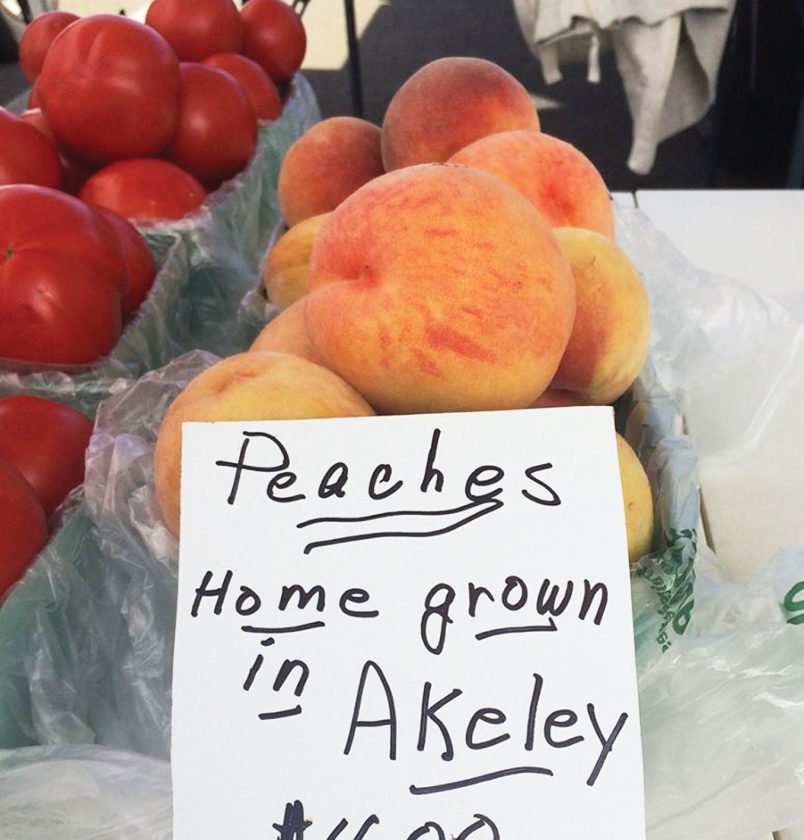 Peaches
Home grown
in
AKeley